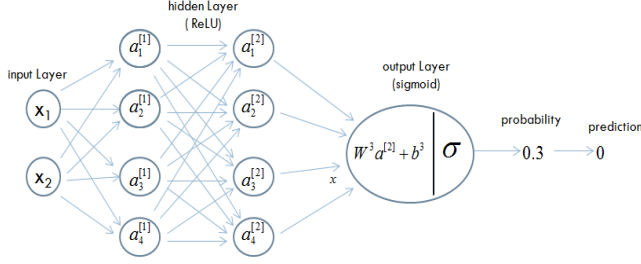 hidden Layer
( ReLU)
input Layer
x₁
x₂
a₁^[1]
a₂^[1]
a₃^[1]
a₄^[1]
a₁^[2]
a₂^[2]
a₃^[2]
a₄^[2]
output Layer
(sigmoid)
W³a^[2]+b³
σ
x
probability
0.3
prediction
0